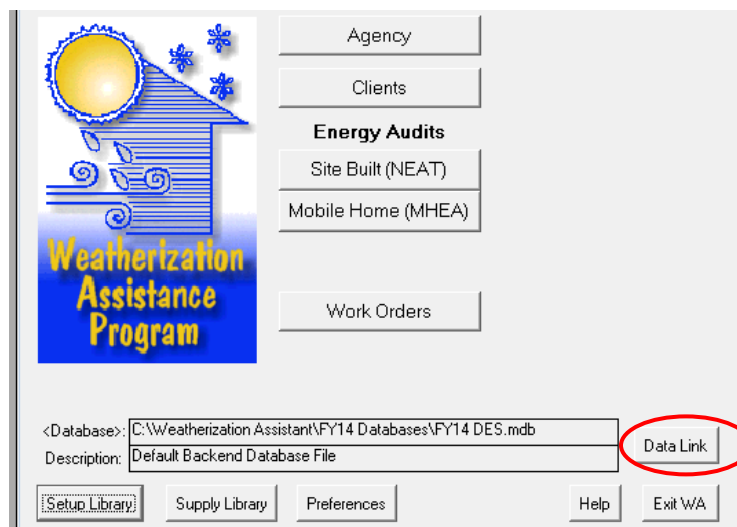 Agency
Clients
Energy Audits
Site Built (NEAT)
Mobile Home (MHEA)
Weatherization
Assistance
Program
Work Orders
<Database>: C:\Weatherization Assistant\FY14 Databases\FY14 DES.mdb
Description: Default Backend Database File
Data Link
Setup Library Supply Library Preferences Help Exit WA